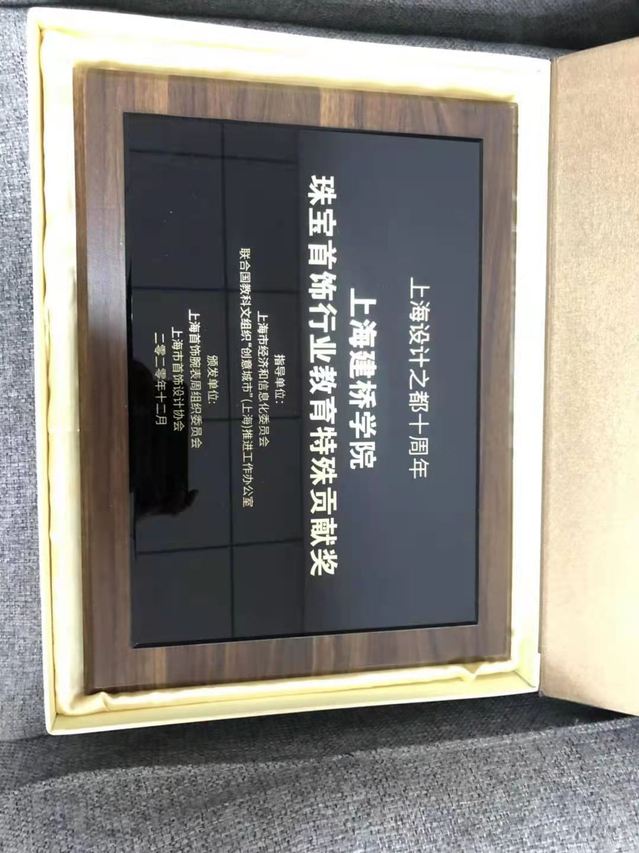 上海设计之都十周年
上海建桥学院
珠宝首饰行业教育特殊贡献奖
指导单位：
上海市经济和信息化委员会
联合国教科文组织“创意城市”(上海)推进工作办公室
颁发单位：
上海首饰腕表周组织委员会
上海市首饰设计协会
二零二零年十二月